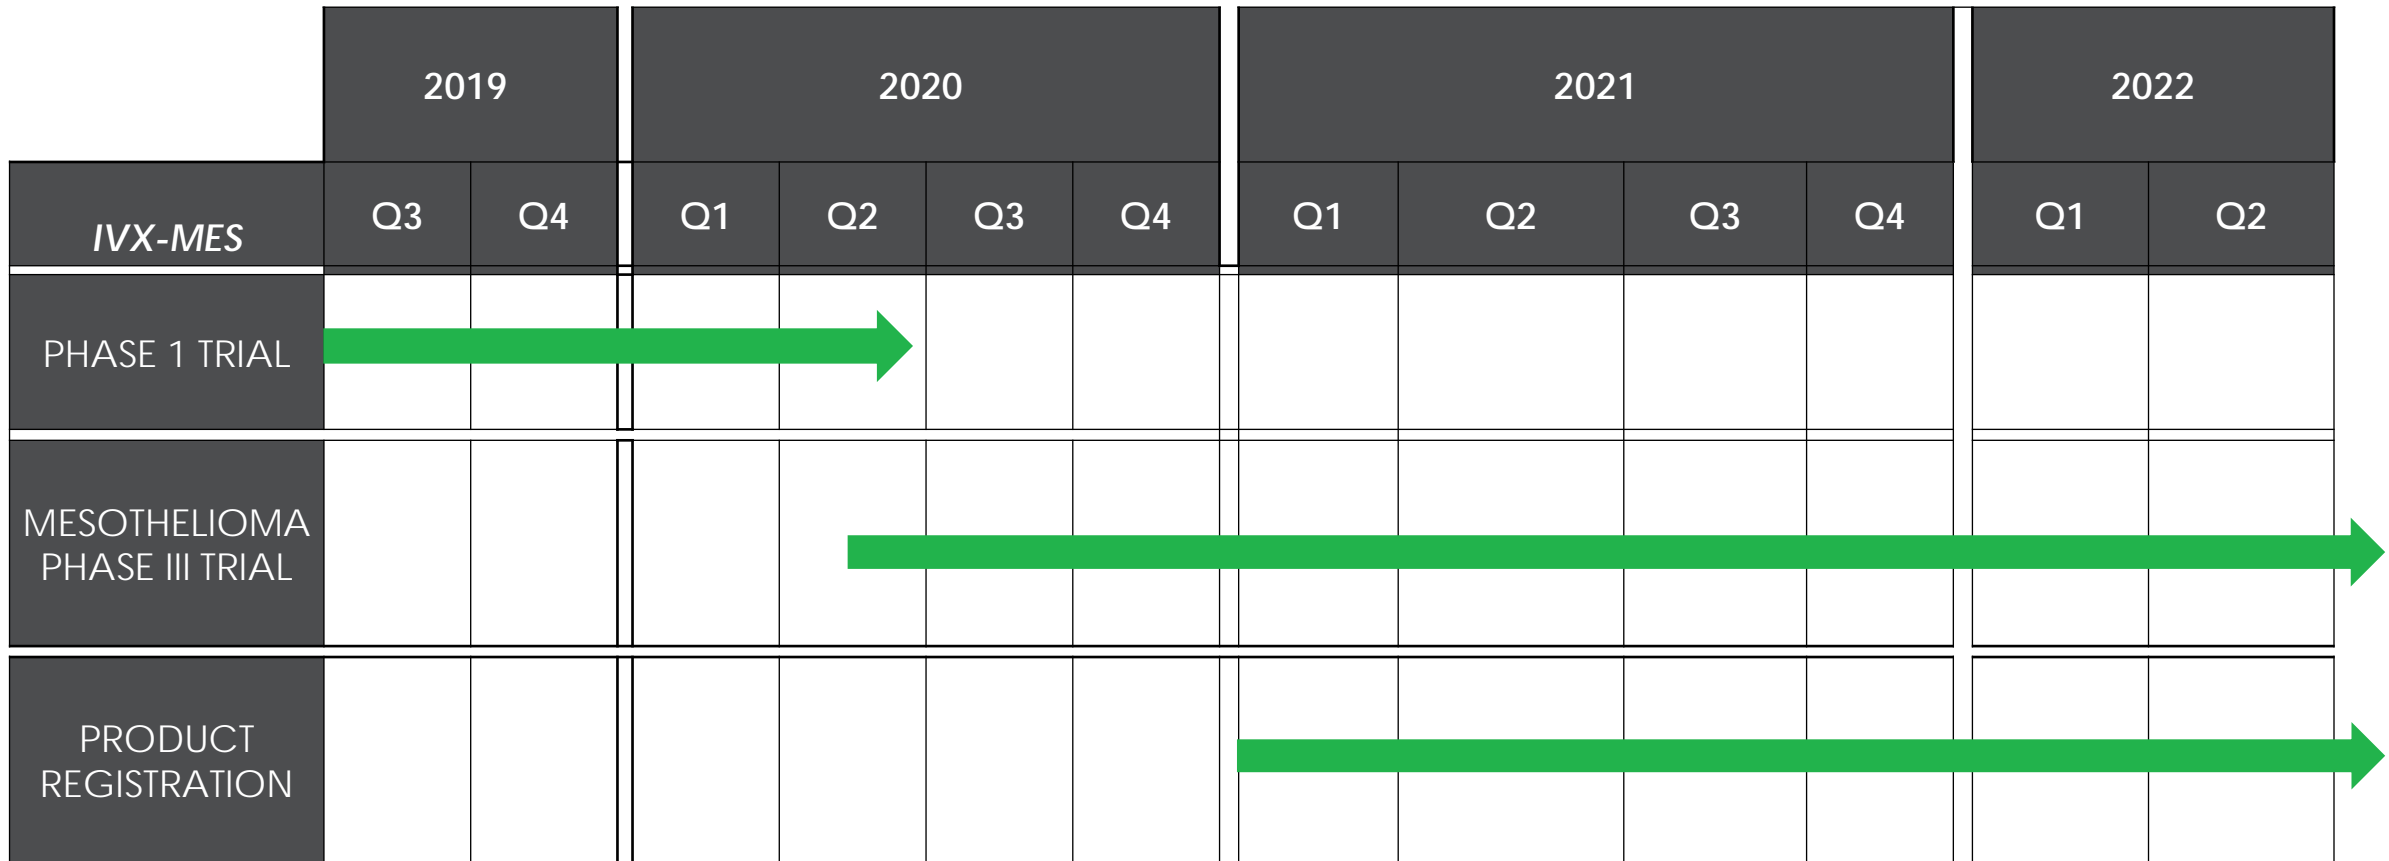 2019 2020 2021 2022
IVX-MES Q3 Q4 Q1 Q2 Q3 Q4 Q1 Q2 Q3 Q4 Q1 Q2
PHASE 1 TRIAL
MESOTHELIOMA
PHASE III TRIAL
PRODUCT
REGISTRATION